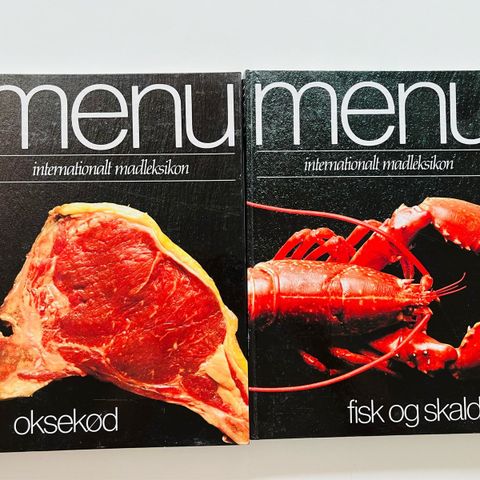 menu
internationalt madleksikon
oksekød
menu
internationalt madleksikon
fisk og skald